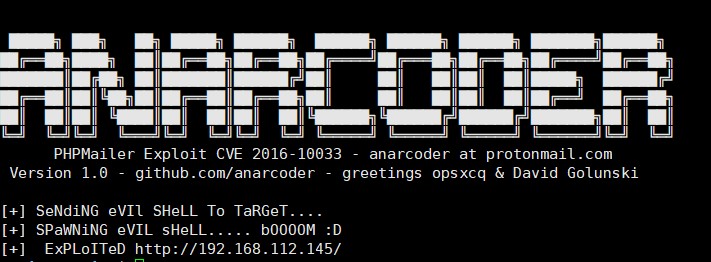 ANARCODER
PHPMailer Exploit CVE 2016-10033 - anarcoder at protonmail.com
Version 1.0 - github.com/anarcoder - greetings opsxcq & David Golunski
[+] SeNdiNG eVIl SHeLL To TaRGeT....
[+] SPaWNiNG eVIL sHeLL..... bOOOOM :D
[+]  ExPLoITeD http://192.168.112.145/